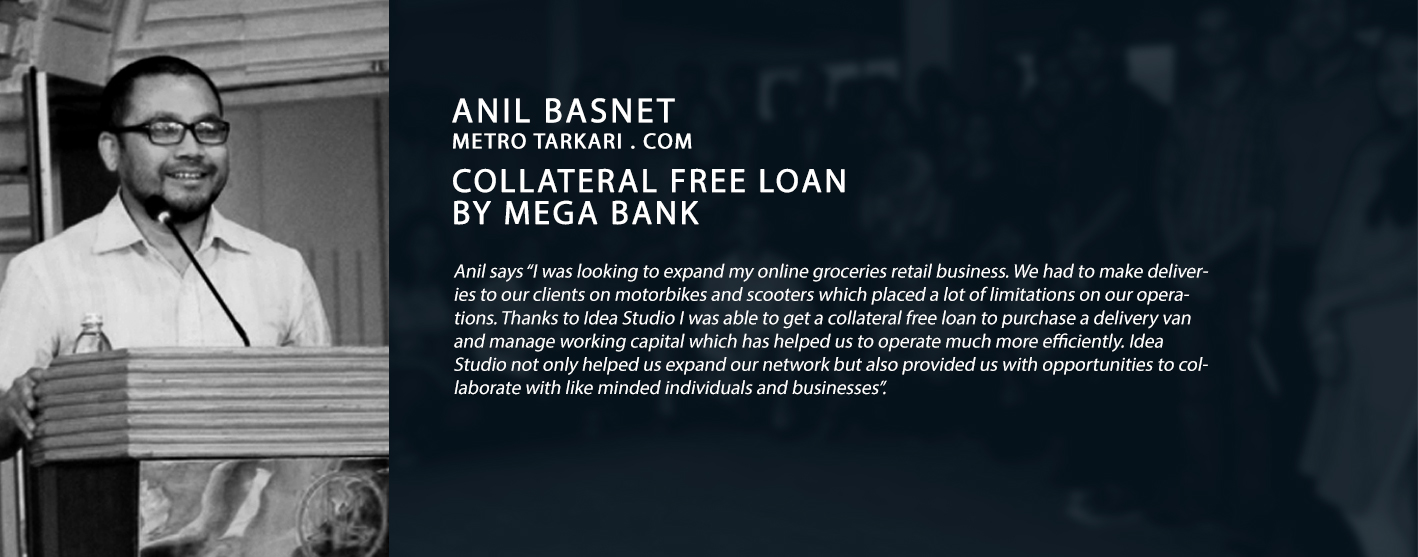 ANIL BASNET
METRO TARKARI . COM
COLLATERAL FREE LOAN
BY MEGA BANK
Anil says “I was looking to expand my online groceries retail business. We had to make deliver-
ies to our clients on motorbikes and scooters which placed a lot of limitations on our opera-
tions. Thanks to Idea Studio I was able to get a collateral free loan to purchase a delivery van
and manage working capital which has helped us to operate much more efficiently. Idea
Studio not only helped us expand our network but also provided us with opportunities to col-
laborate with like minded individuals and businesses”.